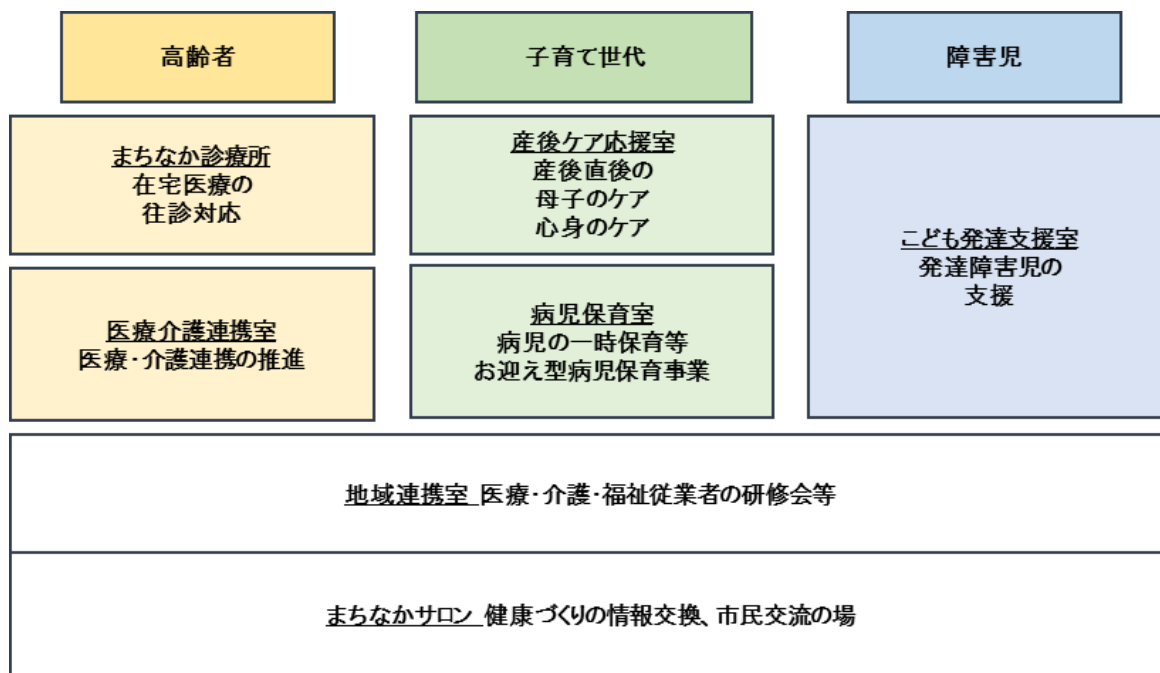 高齢者
子育て世代
障害児
まちなか診療所
在宅医療の
往診対応
医療介護連携室
医療・介護連携の推進
産後ケア応援室
産後直後の
母子のケア
心身のケア
病児保育室
病児の一時保育等
お迎え型病児保育事業
こども発達支援室
発達障害児の
支援
地域連携室 医療・介護・福祉従業者の研修会等
まちなかサロン 健康づくりの情報交換、市民交流の場